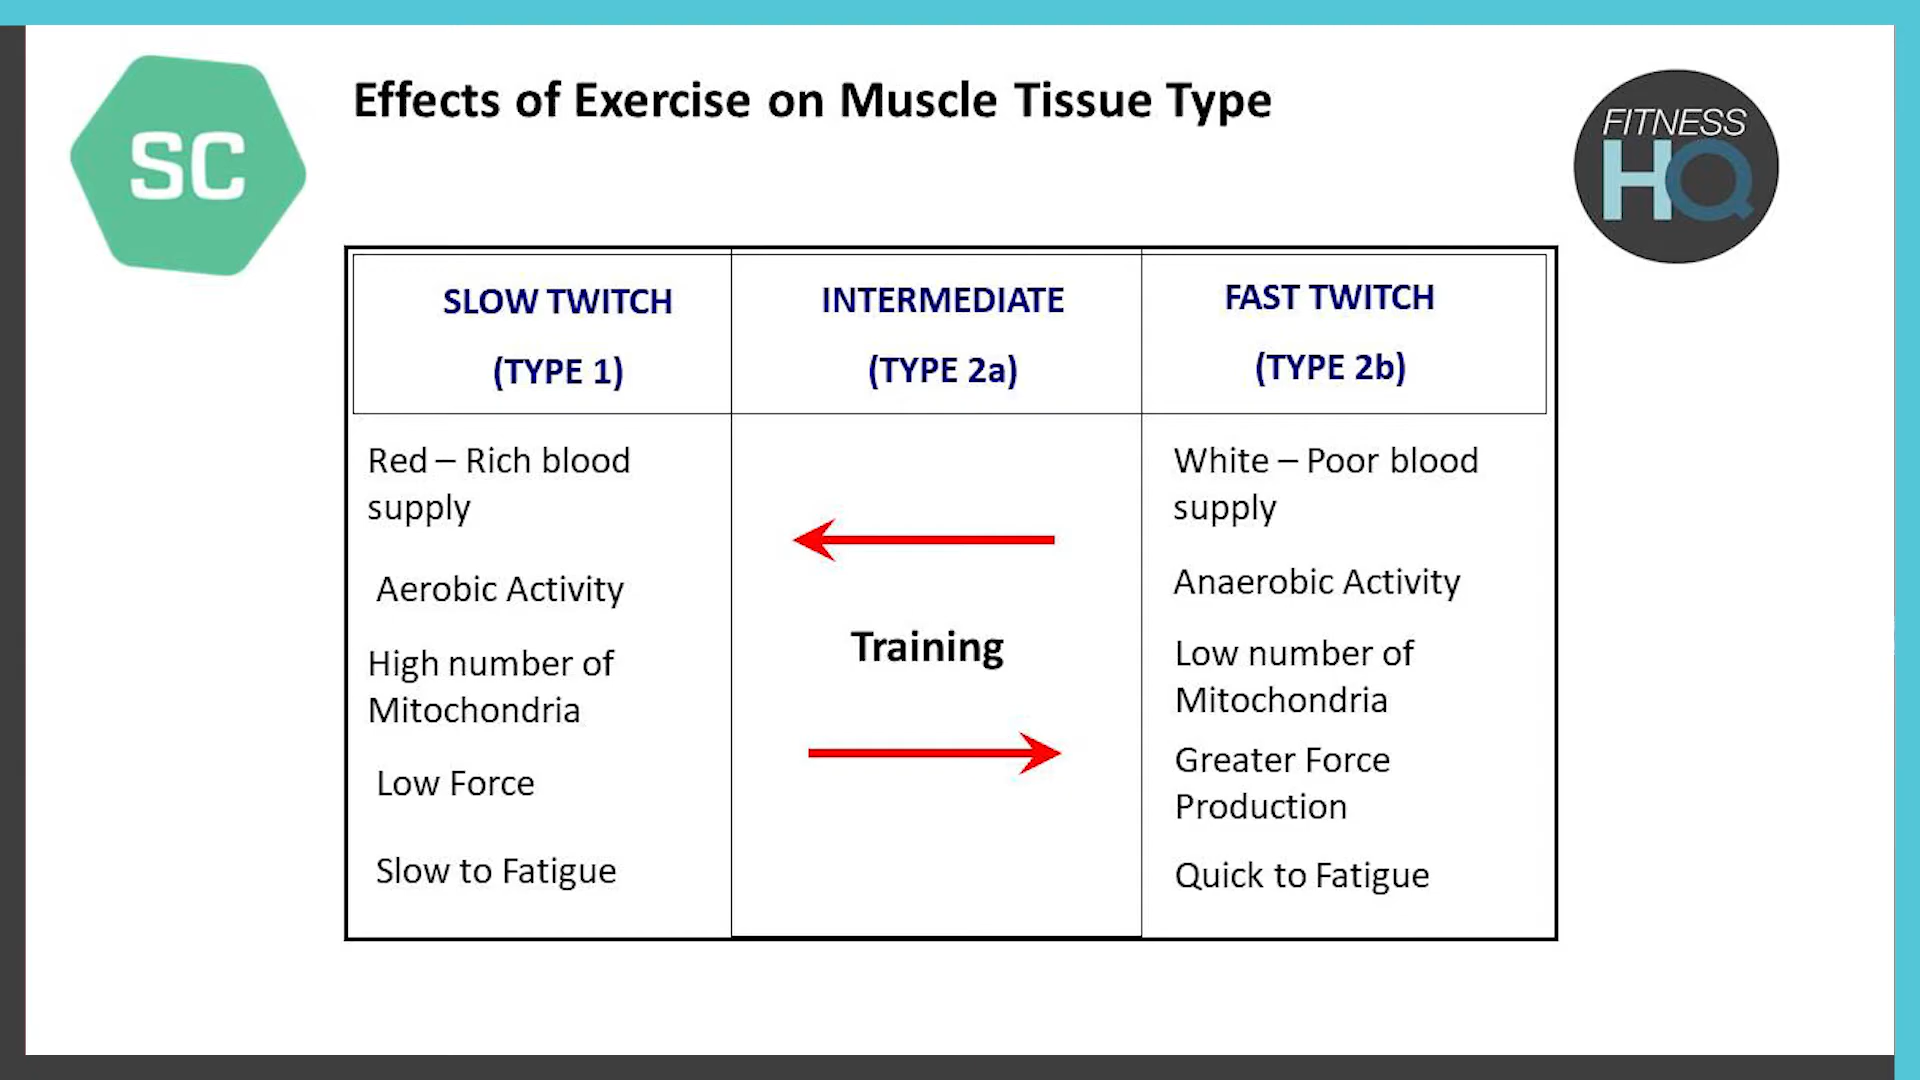 SC
Effects of Exercise on Muscle Tissue Type
FITNESS
HQ
SLOW TWITCH
(TYPE 1)
INTERMEDIATE
(TYPE 2a)
FAST TWITCH
(TYPE 2b)
Red – Rich blood
supply
Aerobic Activity
High number of
Mitochondria
Low Force
Slow to Fatigue
Training
White – Poor blood
supply
Anaerobic Activity
Low number of
Mitochondria
Greater Force
Production
Quick to Fatigue